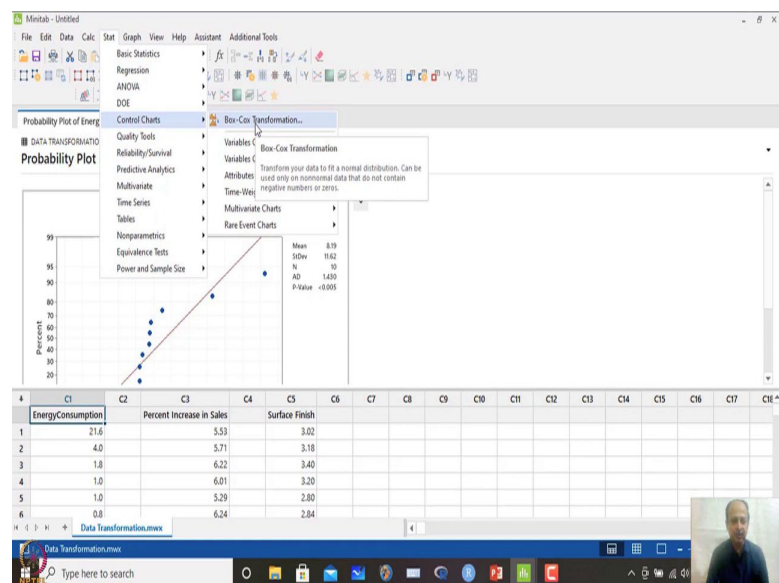 Minitab - Untitled
File Edit Data Calc Stat Graph View Help Assistant Additional Tools
Basic Statistics
Regression
ANOVA
DOE
Control Charts
Quality Tools
Reliability/Survival
Predictive Analytics
Multivariate
Time Series
Tables
Nonparametrics
Equivalence Tests
Power and Sample Size
Box-Cox Transformation...
Variables C
Variables C
Attributes
Time-Wei
Multivariate Charts
Rare Event Charts
Box-Cox Transformation
Transform your data to fit a normal distribution. Can be
used only on nonnormal data that do not contain
negative numbers or zeros.
Probability Plot of Energ
DATA TRANSFORMATIO
Probability Plot
Mean 8.19
StDev 11.62
N 10
AD 1.430
P-Value <0.005
Percent
99
95
90
80
70
60
50
40
30
20
C1 C2 C3 C4 C5 C6 C7 C8 C9 C10 C11 C12 C13 C14 C15 C16 C17 C18
EnergyConsumption Percent Increase in Sales Surface Finish
1 21.6 5.53 3.02
2 4.0 5.71 3.18
3 1.8 6.22 3.40
4 1.0 6.01 3.20
5 1.0 5.29 2.80
6 0.8 6.24 2.84
Data Transformation.mwx
Data Transformation.mwx
Type here to search
NPTEL